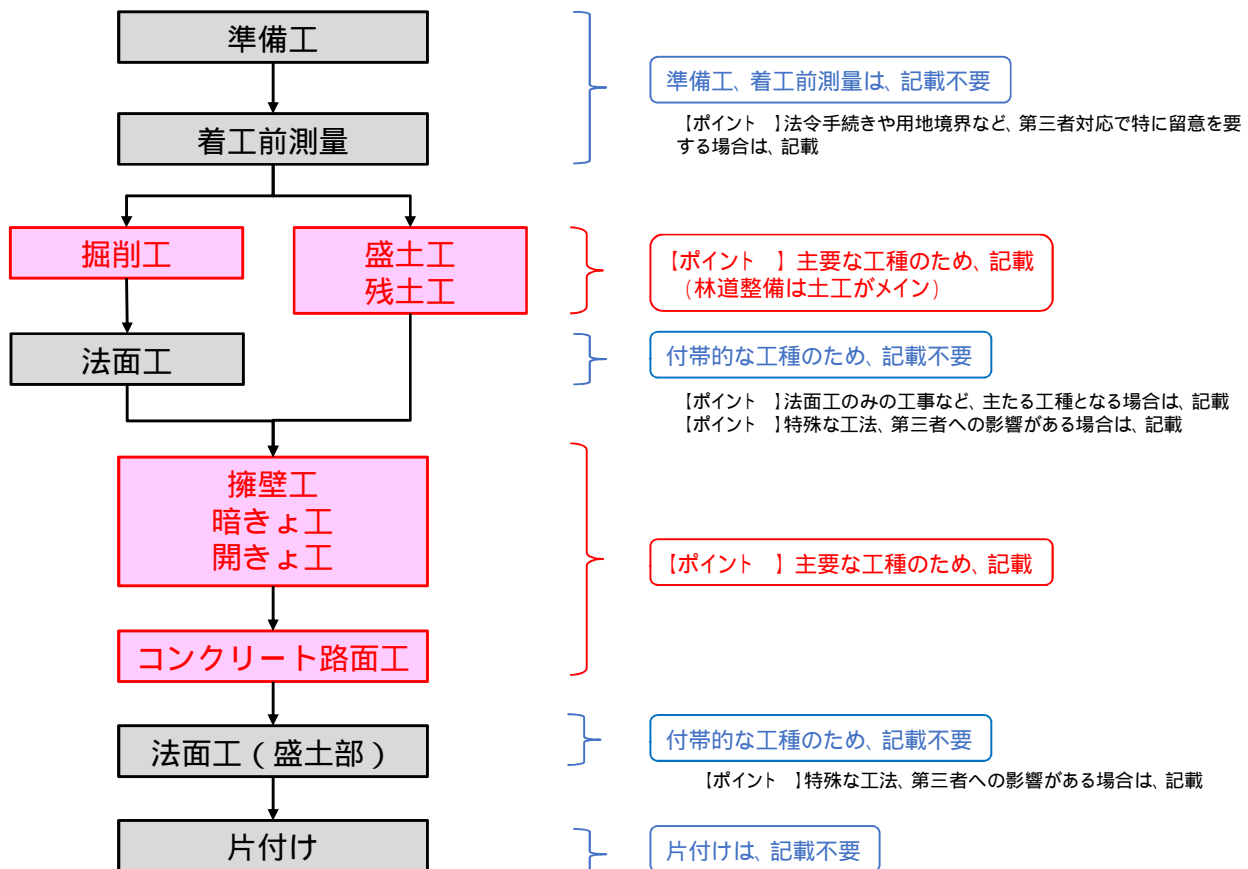 準備工
準備工、着工前測量は、記載不要
【ポイント　】法令手続きや用地境界など、第三者対応で特に留意を要
する場合は、記載
着工前測量
掘削工
盛土工
残土工
【ポイント　】主要な工種のため、記載
（林道整備は土工がメイン）
法面工
付帯的な工種のため、記載不要
【ポイント　】法面工のみの工事など、主たる工種となる場合は、記載
【ポイント　】特殊な工法、第三者への影響がある場合は、記載
擁壁工
暗きょ工
開きょ工
【ポイント　】主要な工種のため、記載
コンクリート路面工
法面工（盛土部）
付帯的な工種のため、記載不要
【ポイント　】特殊な工法、第三者への影響がある場合は、記載
片付け
片付けは、記載不要